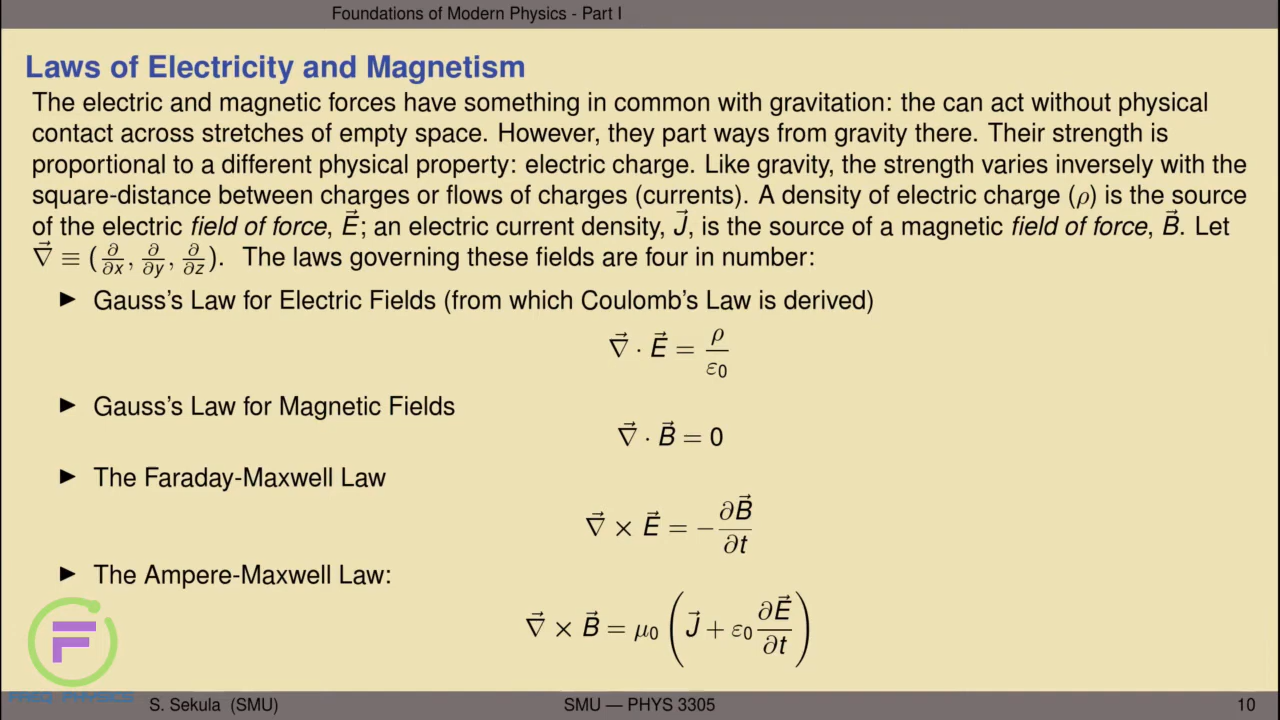 Foundations of Modern Physics - Part I
Laws of Electricity and Magnetism
The electric and magnetic forces have something in common with gravitation: the can act without physical
contact across stretches of empty space. However, they part ways from gravity there. Their strength is
proportional to a different physical property: electric charge. Like gravity, the strength varies inversely with the
square-distance between charges or flows of charges (currents). A density of electric charge (ρ) is the source
of the electric field of force, E⃗; an electric current density, J⃗, is the source of a magnetic field of force, B⃗. Let
∇⃗ ≡ (∂/∂x, ∂/∂y, ∂/∂z). The laws governing these fields are four in number:
▶ Gauss's Law for Electric Fields (from which Coulomb's Law is derived)
∇⃗ · E⃗ = ρ/ε₀
▶ Gauss's Law for Magnetic Fields
∇⃗ · B⃗ = 0
▶ The Faraday-Maxwell Law
∇⃗ × E⃗ = −∂B⃗/∂t
▶ The Ampere-Maxwell Law:
∇⃗ × B⃗ = μ₀ (J⃗ + ε₀ ∂E⃗/∂t)
FREQ PHYSICS
S. Sekula (SMU)
SMU — PHYS 3305
10